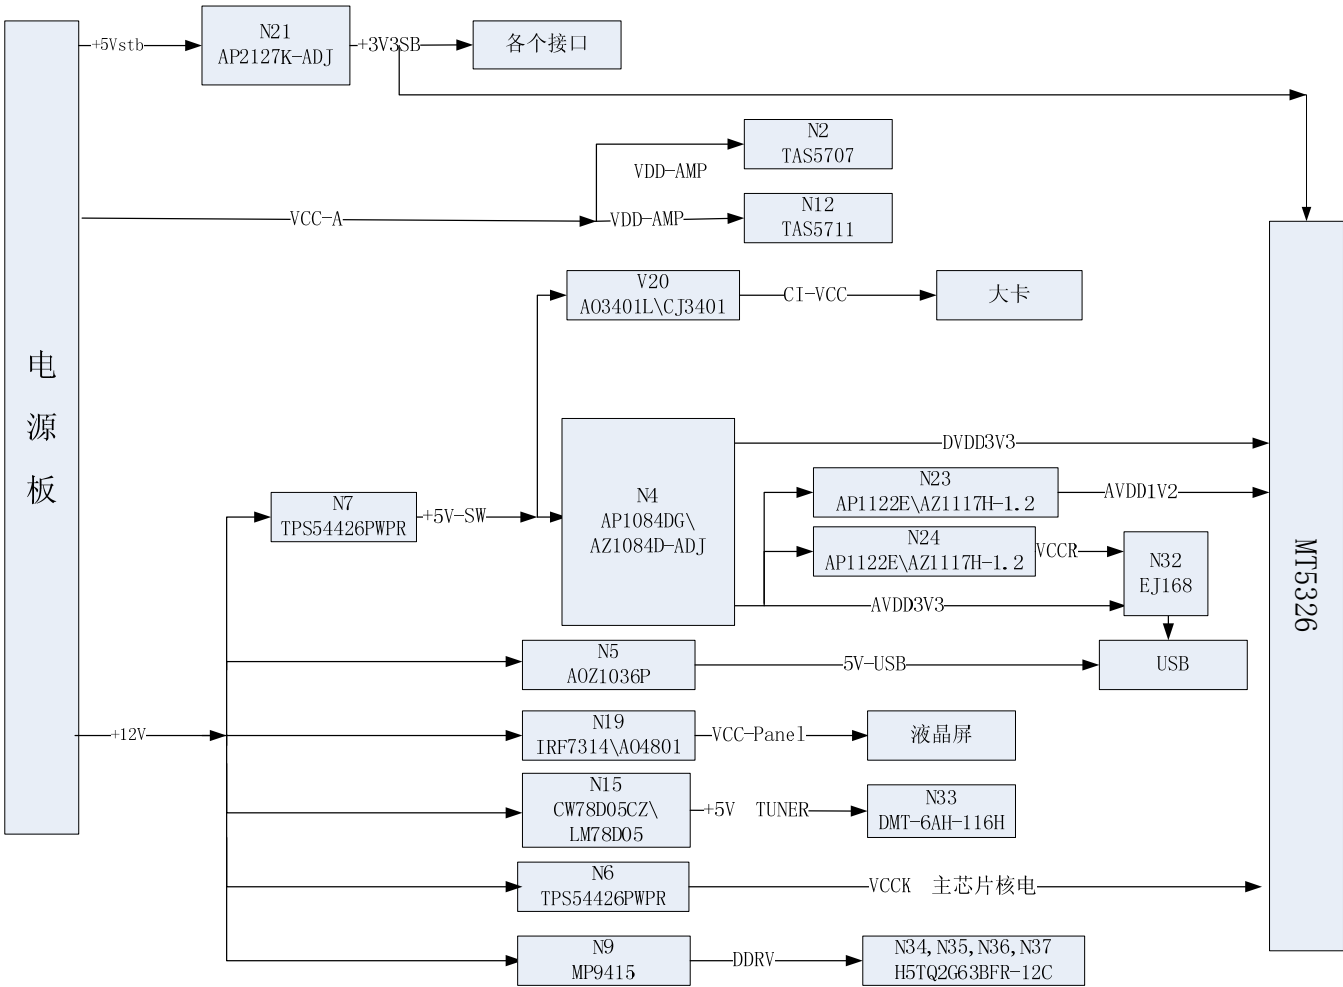 +5Vstb
N21
AP2127K-ADJ
+3V3SB
各个接口
N2
TAS5707
VDD-AMP
VCC-A
VDD-AMP
N12
TAS5711
V20
AO3401L\CJ3401
CI-VCC
大卡
电
源
板
N4
AP1084DG\
AZ1084D-ADJ
DVDD3V3
N23
AP1122E\AZ1117H-1.2
AVDD1V2
N7
TPS54426PWPR
+5V-SW
N24
AP1122E\AZ1117H-1.2
VCCR
N32
EJ168
AVDD3V3
MT5326
N5
AOZ1036P
5V-USB
USB
+12V
N19
IRF7314\AO4801
VCC-Panel
液晶屏
N15
CW78D05CZ\
LM78D05
+5V TUNER
N33
DMT-6AH-116H
N6
TPS54426PWPR
VCCK 主芯片核电
N9
MP9415
DDRV
N34,N35,N36,N37
H5TQ2G63BFR-12C